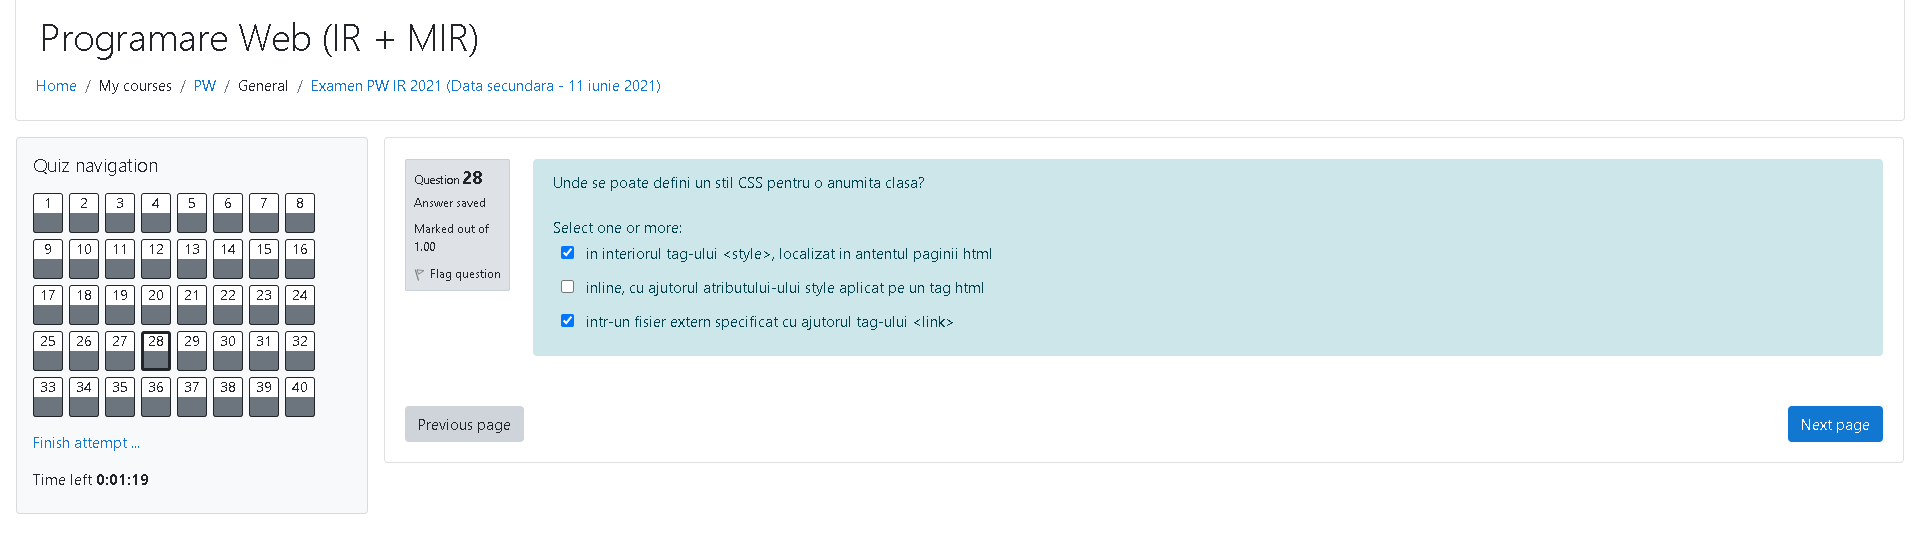 Programare Web (IR + MIR)
Home / My courses / PW / General / Examen PW IR 2021 (Data secundara - 11 iunie 2021)
Quiz navigation
1 2 3 4 5 6 7 8
9 10 11 12 13 14 15 16
17 18 19 20 21 22 23 24
25 26 27 28 29 30 31 32
33 34 35 36 37 38 39 40
Finish attempt ...
Time left 0:01:19
Question 28
Answer saved
Marked out of
1.00
Flag question
Unde se poate defini un stil CSS pentru o anumita clasa?
Select one or more:
in interiorul tag-ului <style>, localizat in antentul paginii html
inline, cu ajutorul atributului-ului style aplicat pe un tag html
intr-un fisier extern specificat cu ajutorul tag-ului <link>
Previous page
Next page